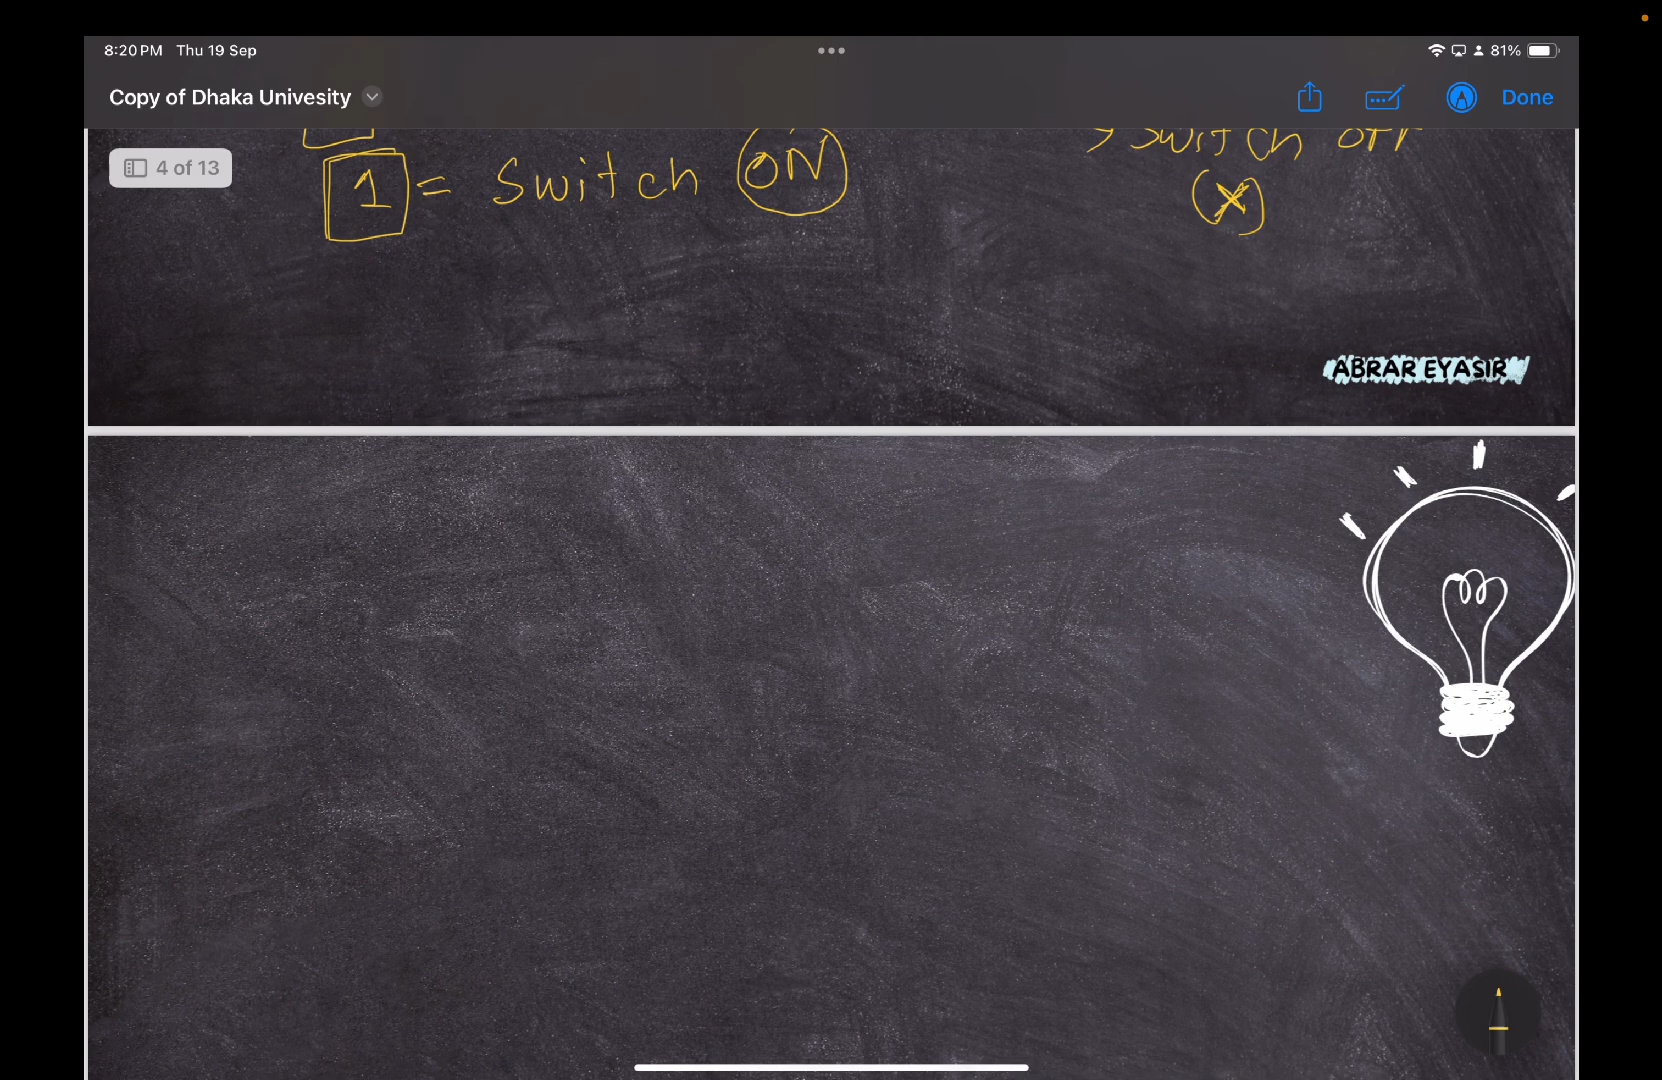 8:20 PM Thu 19 Sep
81%
Copy of Dhaka Univesity
Done
4 of 13
1 = Switch ON
→ Switch off
(×)
ABRAR EYASIR